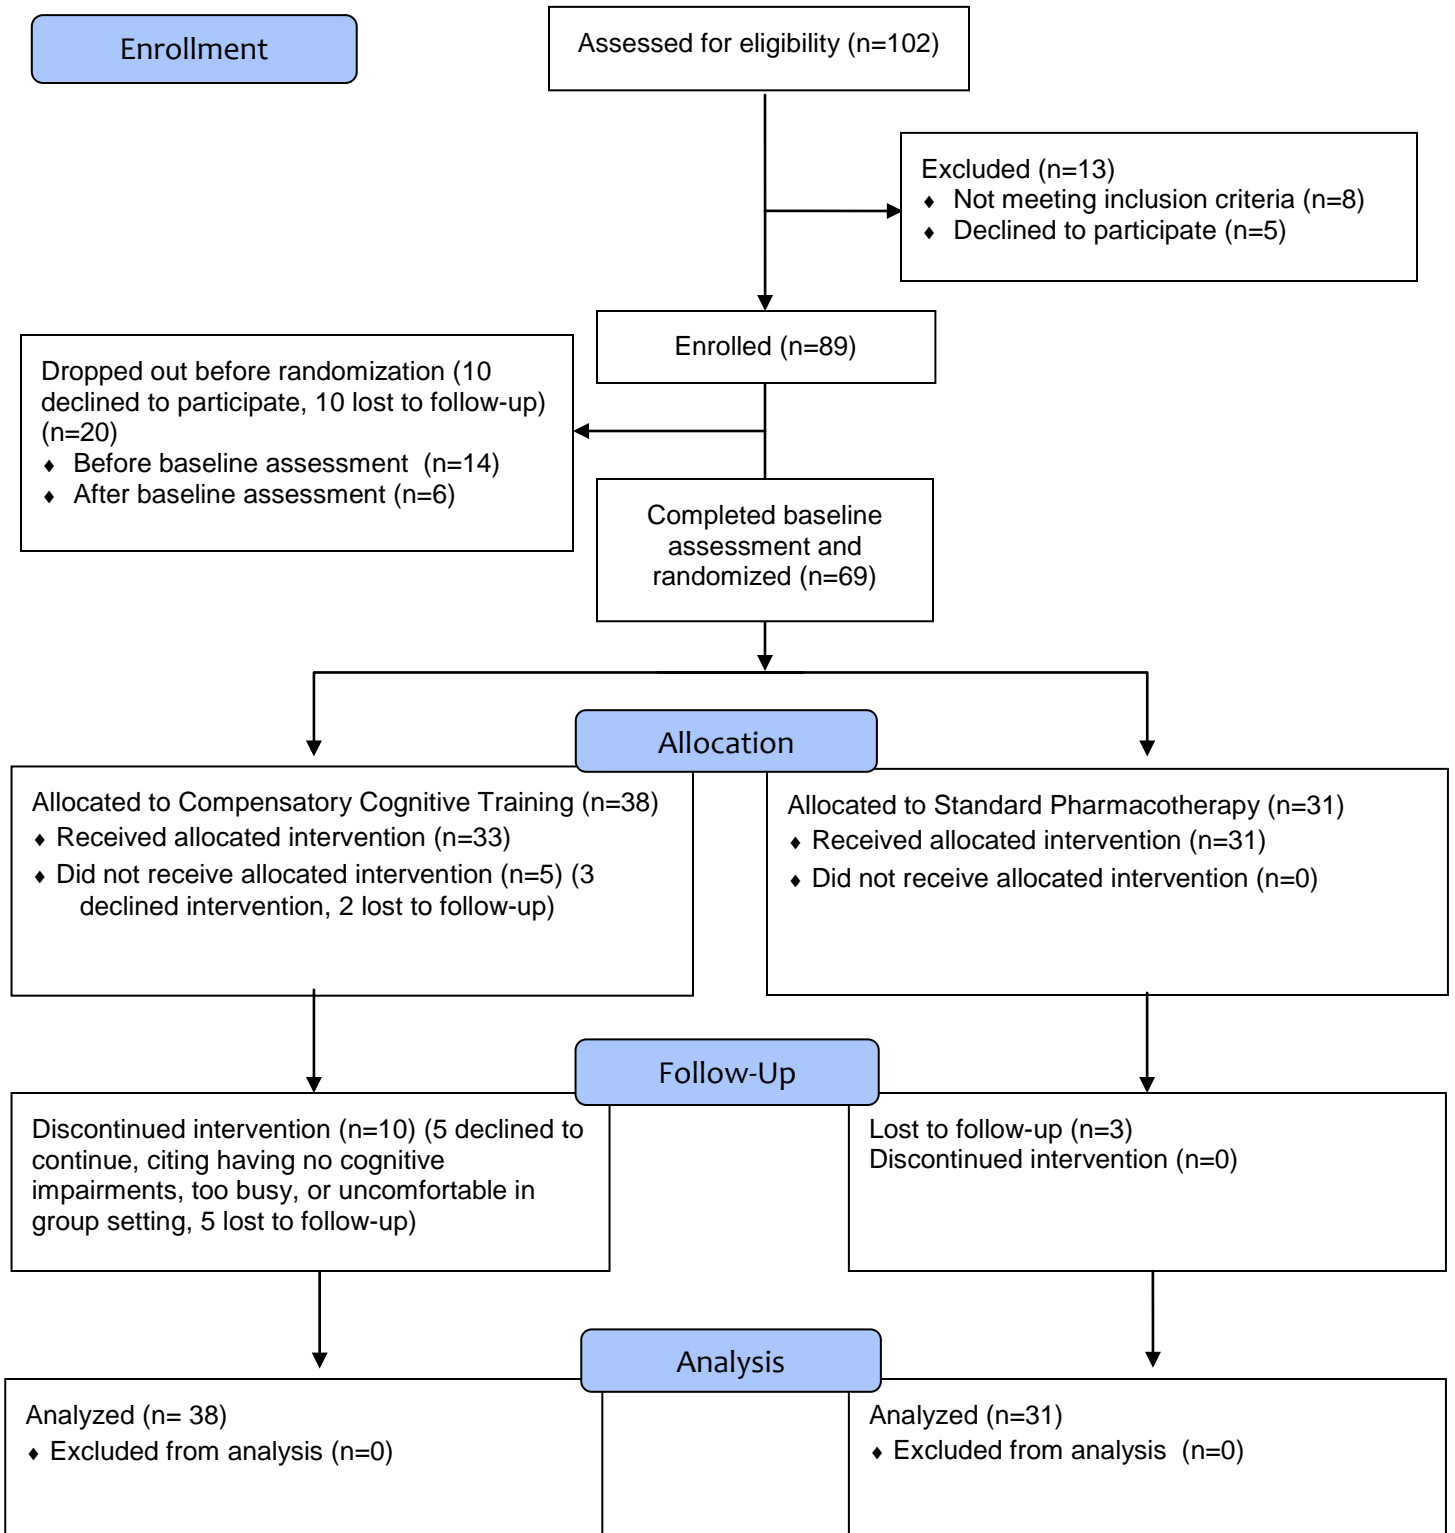 Enrollment
Assessed for eligibility (n=102)
Excluded (n=13)
♦ Not meeting inclusion criteria (n=8)
♦ Declined to participate (n=5)
Enrolled (n=89)
Dropped out before randomization (10
declined to participate, 10 lost to follow-up)
(n=20)
♦ Before baseline assessment (n=14)
♦ After baseline assessment (n=6)
Completed baseline
assessment and
randomized (n=69)
Allocation
Allocated to Compensatory Cognitive Training (n=38)
♦ Received allocated intervention (n=33)
♦ Did not receive allocated intervention (n=5) (3
declined intervention, 2 lost to follow-up)
Allocated to Standard Pharmacotherapy (n=31)
♦ Received allocated intervention (n=31)
♦ Did not receive allocated intervention (n=0)
Follow-Up
Discontinued intervention (n=10) (5 declined to
continue, citing having no cognitive
impairments, too busy, or uncomfortable in
group setting, 5 lost to follow-up)
Lost to follow-up (n=3)
Discontinued intervention (n=0)
Analysis
Analyzed (n= 38)
♦ Excluded from analysis (n=0)
Analyzed (n=31)
♦ Excluded from analysis (n=0)